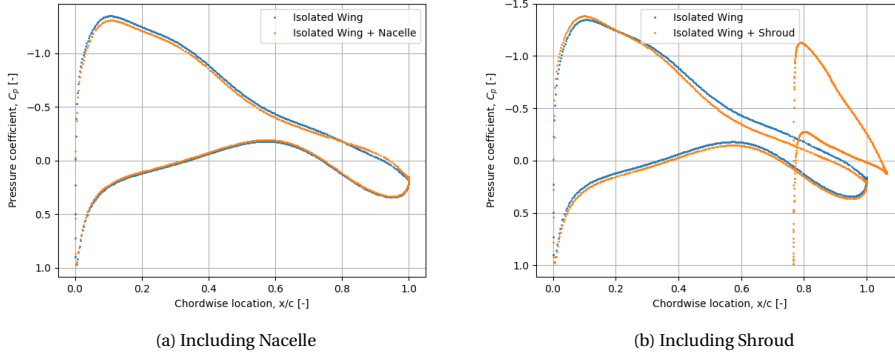 Isolated Wing
Isolated Wing + Nacelle
−1.0
−0.5
0.0
0.5
1.0
Pressure coefficient, Cp [-]
0.0 0.2 0.4 0.6 0.8 1.0
Chordwise location, x/c [-]
(a) Including Nacelle
Isolated Wing
Isolated Wing + Shroud
−1.5
−1.0
−0.5
0.0
0.5
1.0
Pressure coefficient, Cp [-]
0.0 0.2 0.4 0.6 0.8 1.0
Chordwise location, x/c [-]
(b) Including Shroud